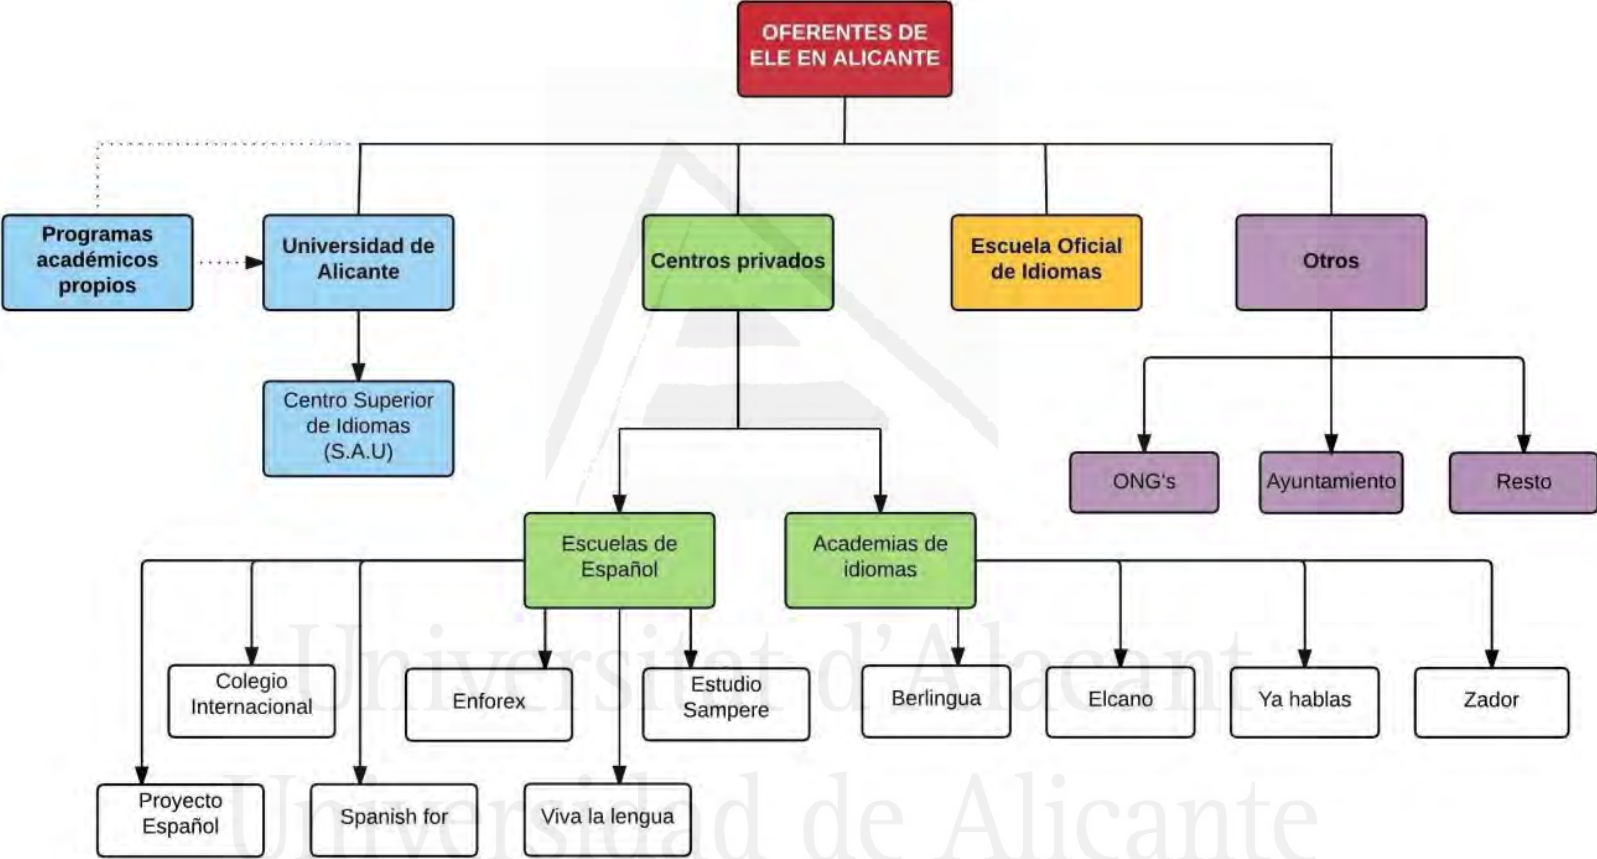 OFERENTES DE
ELE EN ALICANTE
Programas
académicos
propios
Universidad de
Alicante
Centros privados
Escuela Oficial
de Idiomas
Otros
Centro Superior
de Idiomas
(S.A.U)
ONG's
Ayuntamiento
Resto
Escuelas de
Español
Academias de
idiomas
Colegio
Internacional
Enforex
Estudio
Sampere
Berlingua
Elcano
Ya hablas
Zador
Proyecto
Español
Spanish for
Viva la lengua
Universitat d'Alacant
Universidad de Alicante